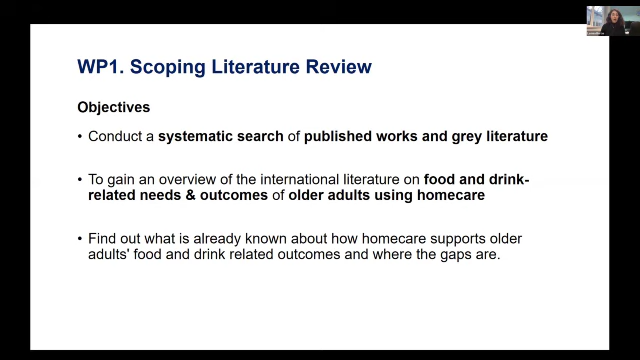 WP1. Scoping Literature Review
Objectives
• Conduct a systematic search of published works and grey literature
• To gain an overview of the international literature on food and drink-
related needs & outcomes of older adults using homecare
• Find out what is already known about how homecare supports older
adults' food and drink related outcomes and where the gaps are.